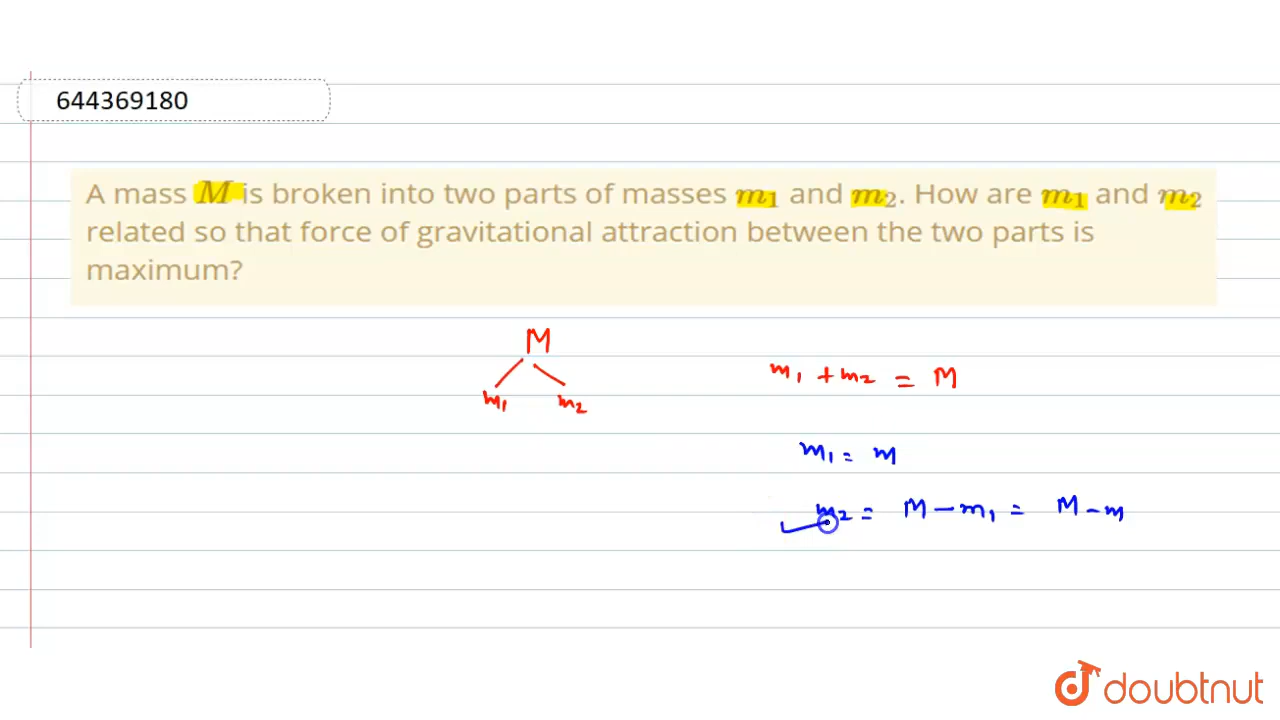 644369180
A mass M is broken into two parts of masses m₁ and m₂. How are m₁ and m₂
related so that force of gravitational attraction between the two parts is
maximum?
M
m₁ m₂
m₁ + m₂ = M
m₁ = m
m₂ = M - m₁ = M - m
doubtnut